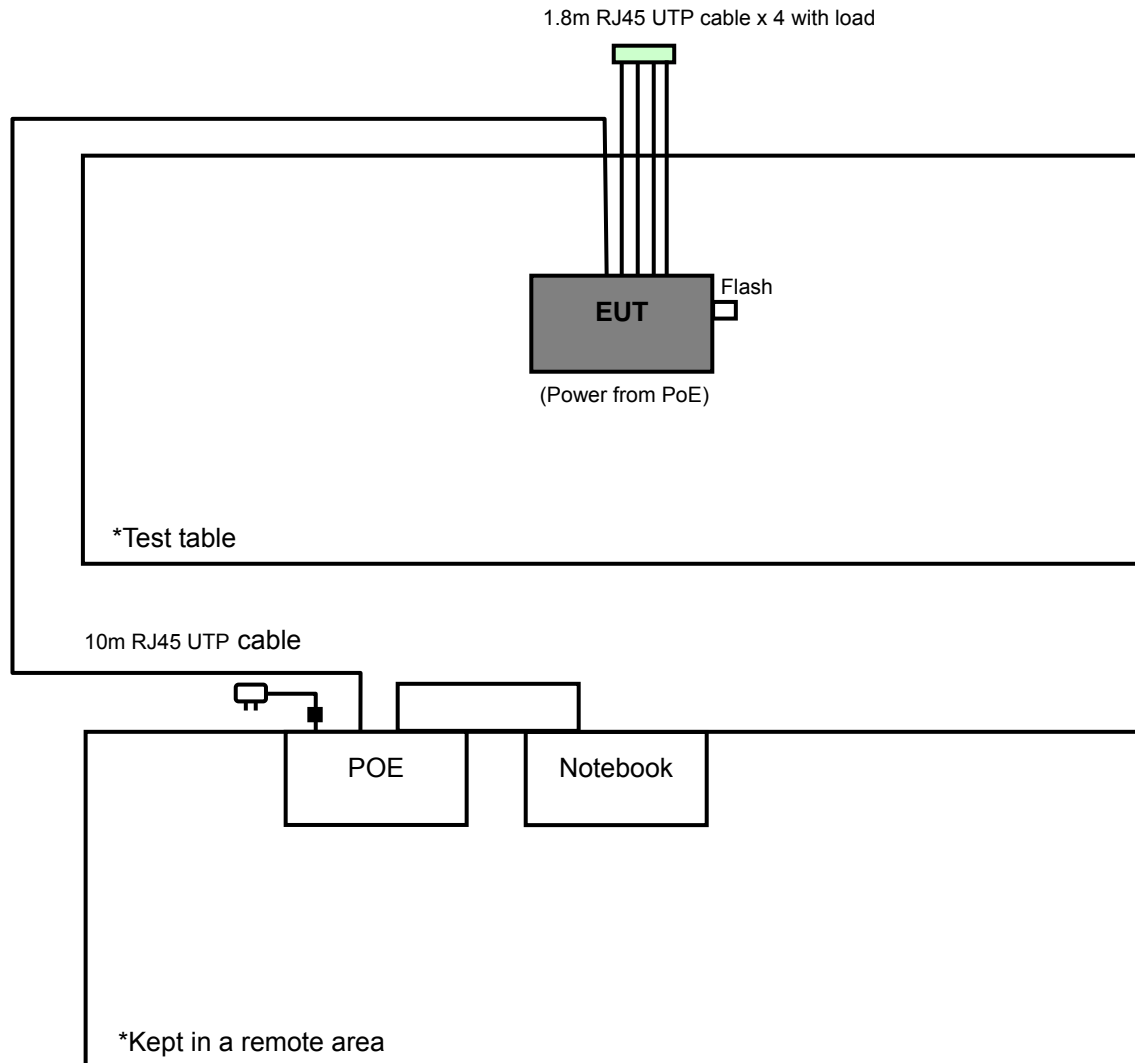 1.8m RJ45 UTP cable x 4 with load
Flash
EUT
(Power from PoE)
*Test table
10m RJ45 UTP cable
POE
Notebook
*Kept in a remote area